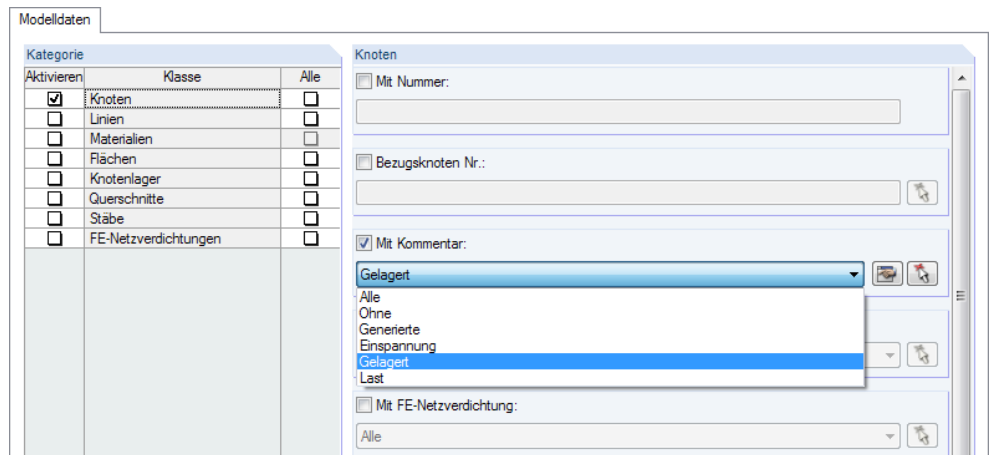 Modelldaten
Kategorie
Aktivieren Klasse Alle
Knoten
Linien
Materialien
Flächen
Knotenlager
Querschnitte
Stäbe
FE-Netzverdichtungen
Knoten
Mit Nummer:
Bezugsknoten Nr.:
Mit Kommentar:
Gelagert
Alle
Ohne
Generierte
Einspannung
Gelagert
Last
Mit FE-Netzverdichtung:
Alle